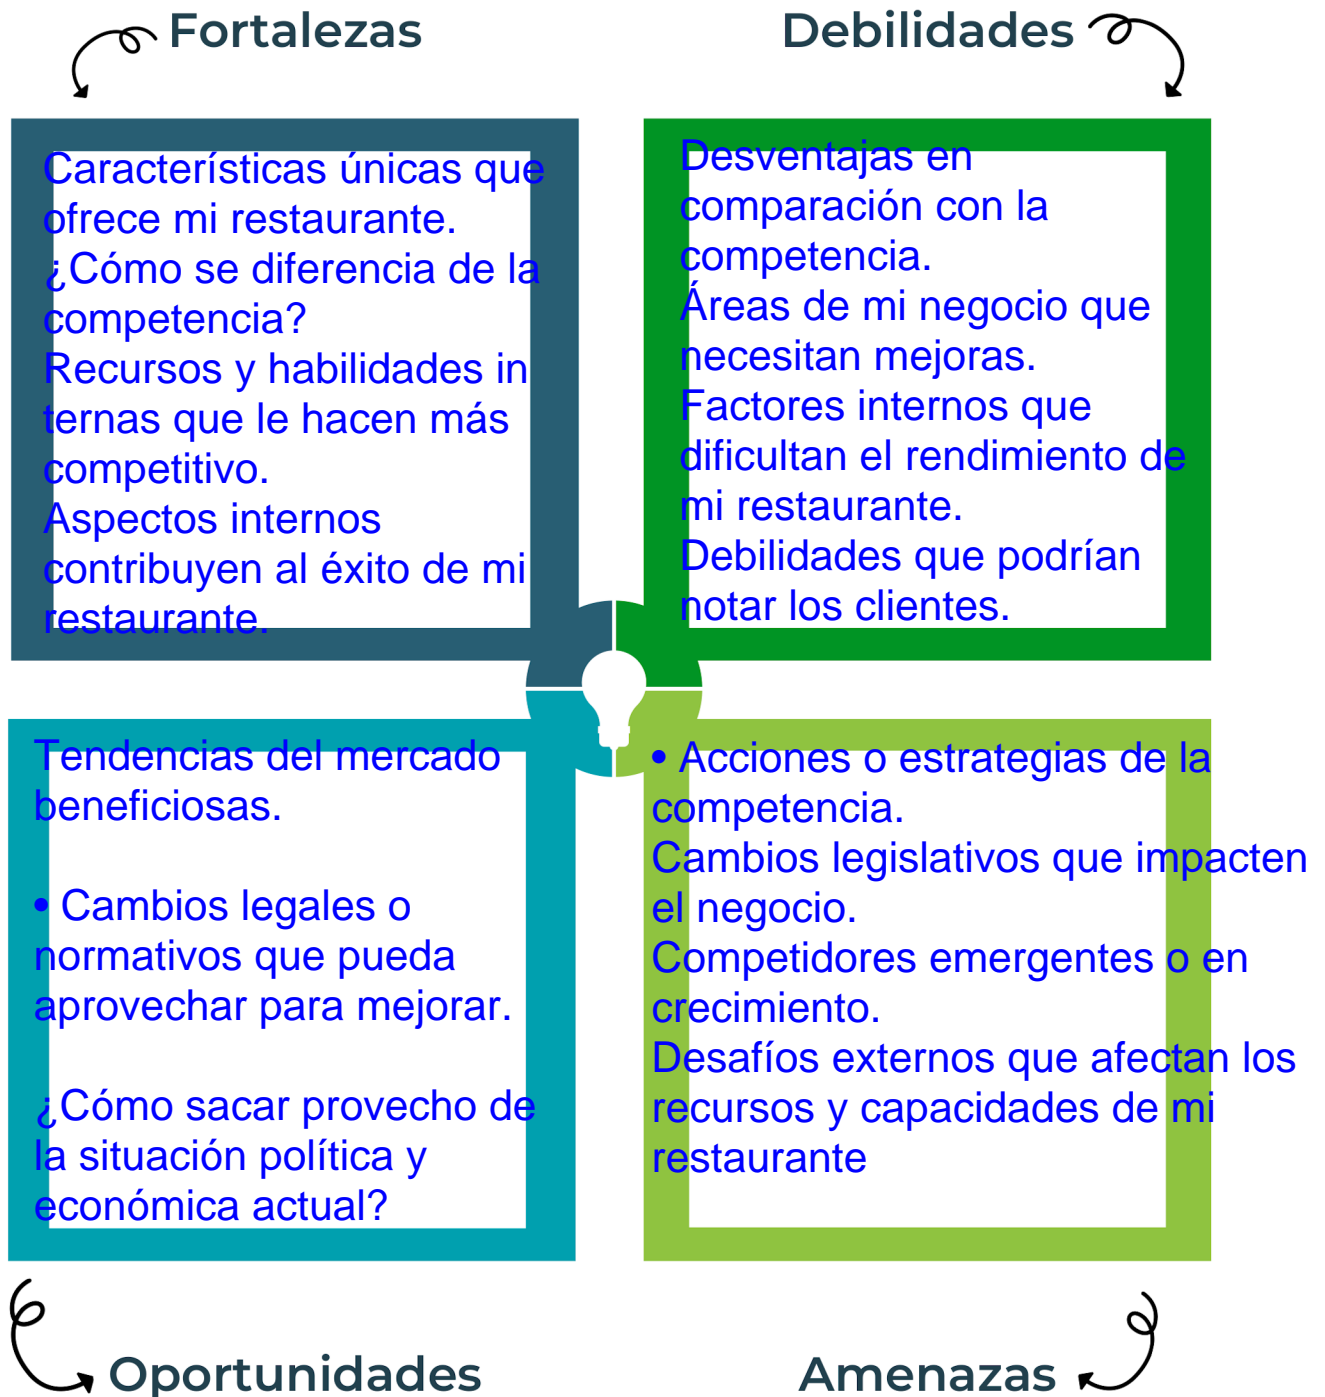 Fortalezas
Características únicas que
ofrece mi restaurante.
¿Cómo se diferencia de la
competencia?
Recursos y habilidades in
ternas que le hacen más
competitivo.
Aspectos internos
contribuyen al éxito de mi
restaurante.
Debilidades
Desventajas en
comparación con la
competencia.
Áreas de mi negocio que
necesitan mejoras.
Factores internos que
dificultan el rendimiento de
mi restaurante.
Debilidades que podrían
notar los clientes.
Tendencias del mercado
beneficiosas.
• Cambios legales o
normativos que pueda
aprovechar para mejorar.
¿Cómo sacar provecho de
la situación política y
económica actual?
Oportunidades
• Acciones o estrategias de la
competencia.
Cambios legislativos que impacten
el negocio.
Competidores emergentes o en
crecimiento.
Desafíos externos que afectan los
recursos y capacidades de mi
restaurante
Amenazas